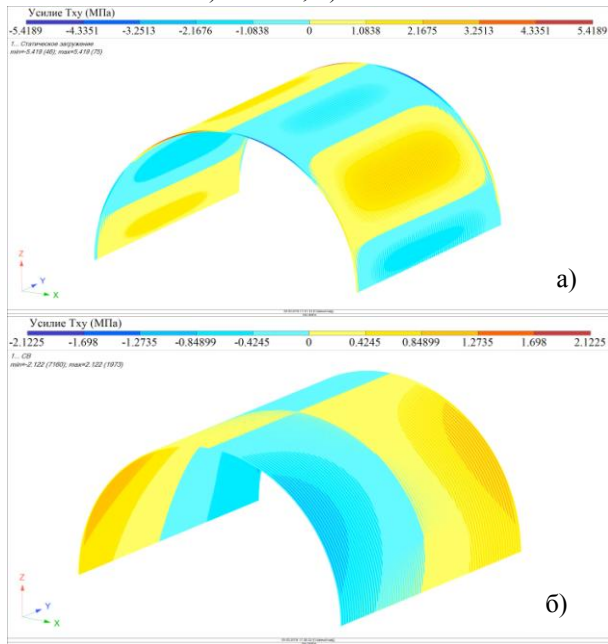 Усилие Txy (МПа)
-5.4189 -4.3351 -3.2513 -2.1676 -1.0838 0 1.0838 2.1675 3.2513 4.3351 5.4189
1... Статическое загружение
min=-5.419 (46); max=5.419 (75)
Z
Y
X
а)
Усилие Txy (МПа)
-2.1225 -1.698 -1.2735 -0.84899 -0.4245 0 0.4245 0.84899 1.2735 1.698 2.1225
1... СВ
min=-2.122 (7160); max=2.122 (1973)
Z
Y
X
б)